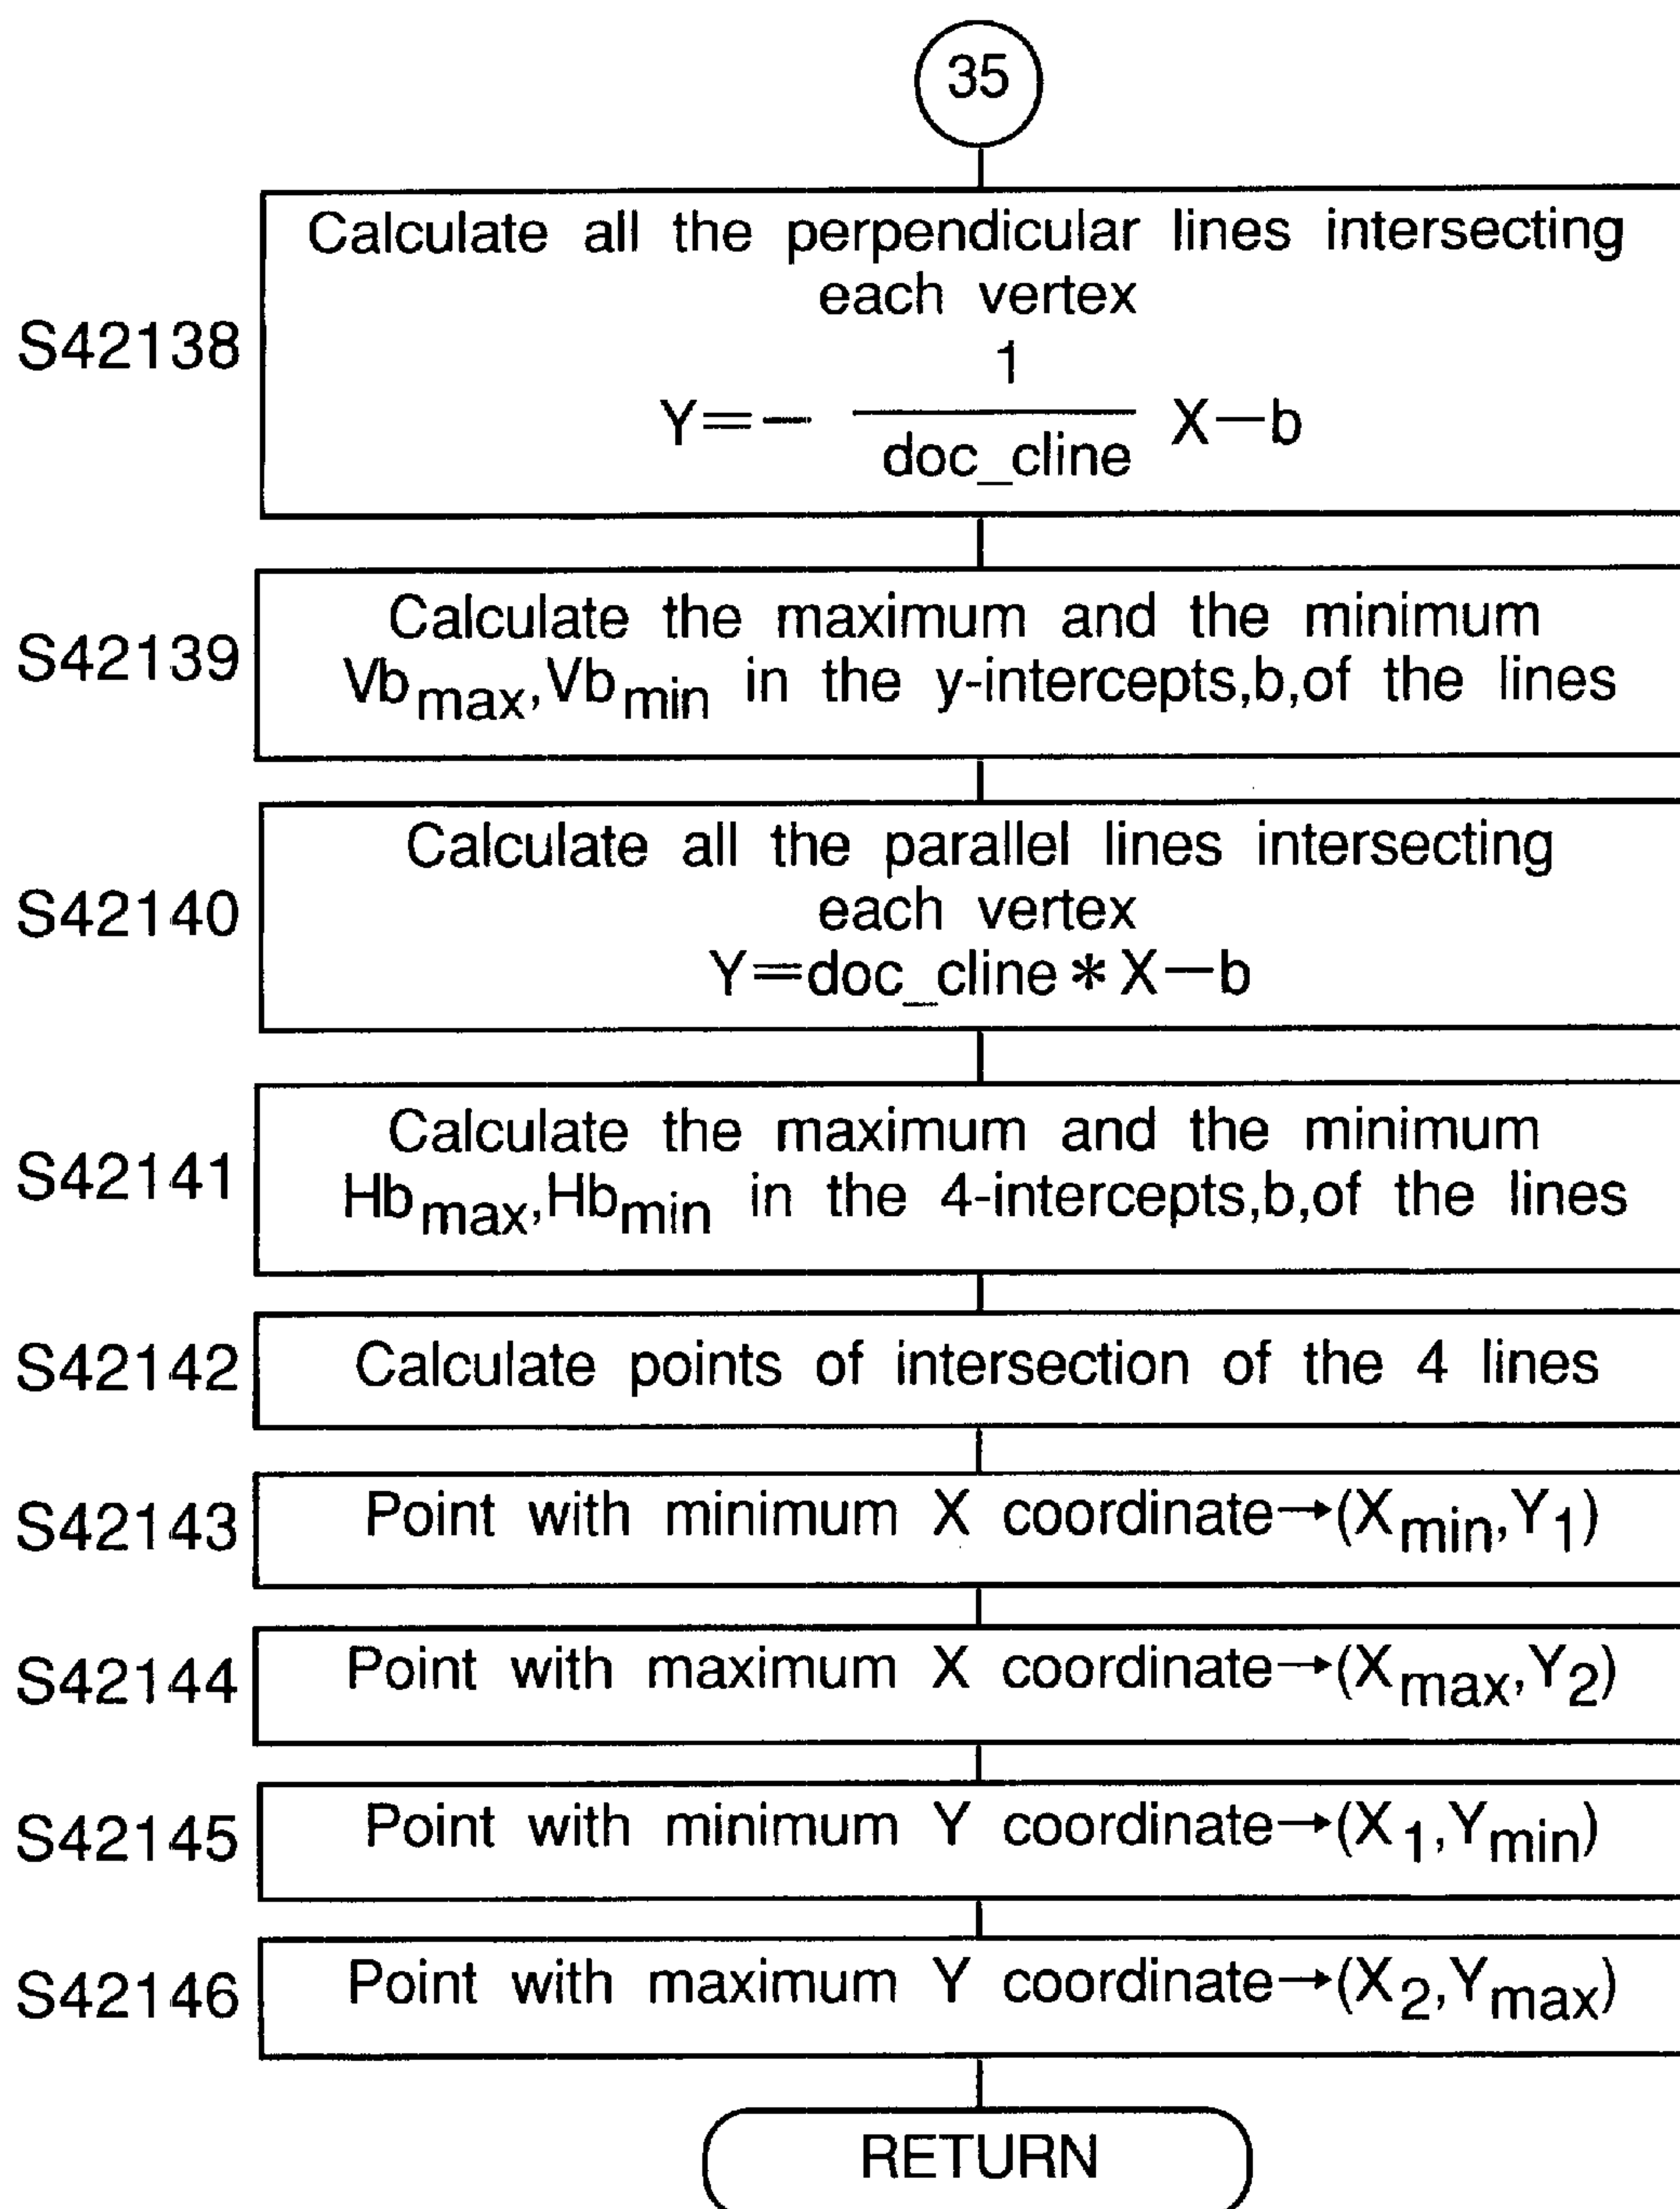 35
Calculate all the perpendicular lines intersecting
each vertex
S42138
1
Y=− ― X−b
doc_cline
Calculate the maximum and the minimum
S42139
Vbmax,Vbmin in the y-intercepts,b,of the lines
Calculate all the parallel lines intersecting
S42140
each vertex
Y=doc_cline*X−b
Calculate the maximum and the minimum
S42141
Hbmax,Hbmin in the 4-intercepts,b,of the lines
S42142 Calculate points of intersection of the 4 lines
S42143 Point with minimum X coordinate→(Xmin,Y1)
S42144 Point with maximum X coordinate→(Xmax,Y2)
S42145 Point with minimum Y coordinate→(X1,Ymin)
S42146 Point with maximum Y coordinate→(X2,Ymax)
RETURN